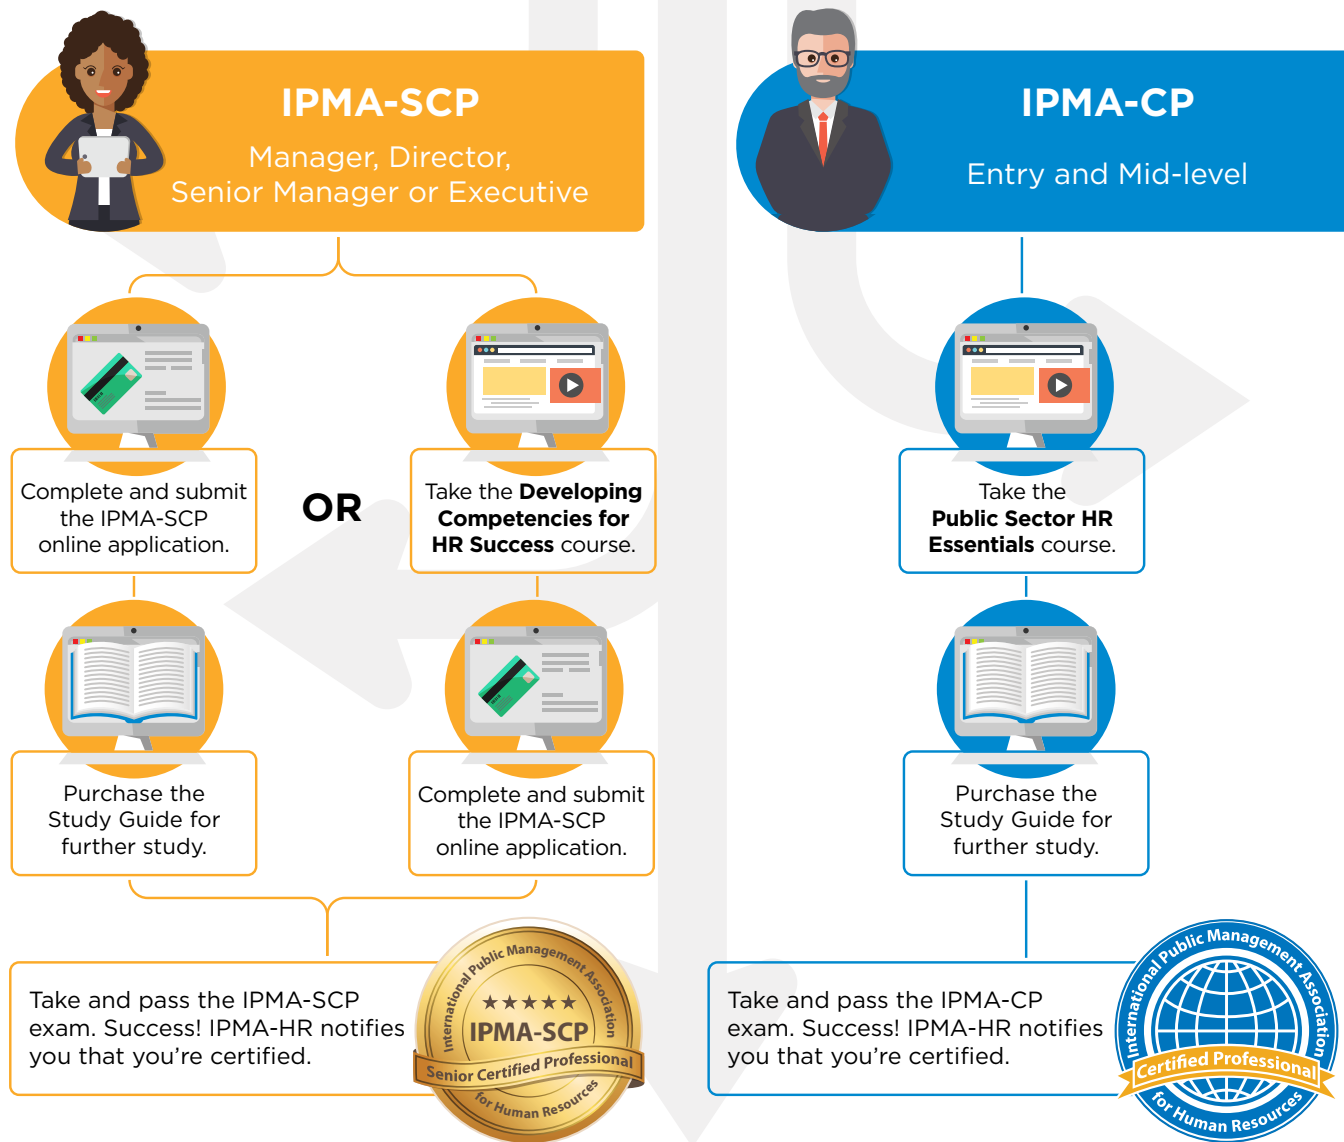 IPMA-SCP
Manager, Director,
Senior Manager or Executive
Complete and submit
the IPMA-SCP
online application.
OR
Take the Developing
Competencies for
HR Success course.
Purchase the
Study Guide for
further study.
Complete and submit
the IPMA-SCP
online application.
Take and pass the IPMA-SCP
exam. Success! IPMA-HR notifies
you that you’re certified.
International Public Management Association
IPMA-SCP
Senior Certified Professional
for Human Resources
IPMA-CP
Entry and Mid-level
Take the
Public Sector HR
Essentials course.
Purchase the
Study Guide for
further study.
Take and pass the IPMA-CP
exam. Success! IPMA-HR notifies
you that you’re certified.
International Public Management Association
Certified Professional
for Human Resources